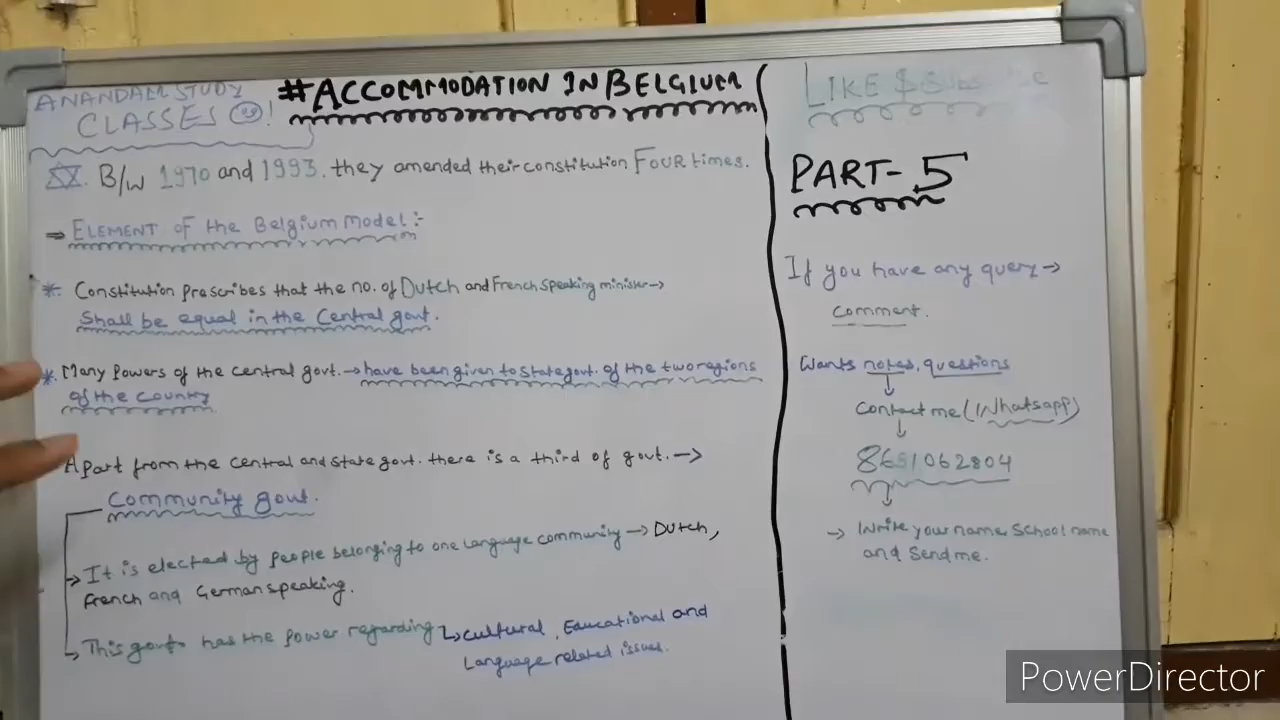 ANANDAM STUDY
CLASSES
#ACCOMMODATION IN BELGIUM
B/W 1970 and 1993. they amended their constitution FOUR times.
⇒ ELEMENT of the Belgium Model:-
*. Constitution prescribes that the no. of Dutch and French speaking minister→
Shall be equal in the Central govt.
*. Many Powers of the central govt.→have been given to state govt. of the two regions
of the country
Apart from the central and state govt. there is a third of govt. →
Community govt.
→ It is elected by people belonging to one language community → Dutch,
French and German speaking.
→ This govt has the power regarding ↳ cultural, Educational and
Language related issues.
LIKE $ Subscribe
PART-5
If you have any query→
comment.
Wants notes, questions
↓
Contact me (Whatsapp)
↓
8651062804
↓
→ Write your name, School name
and Send me.
PowerDirector